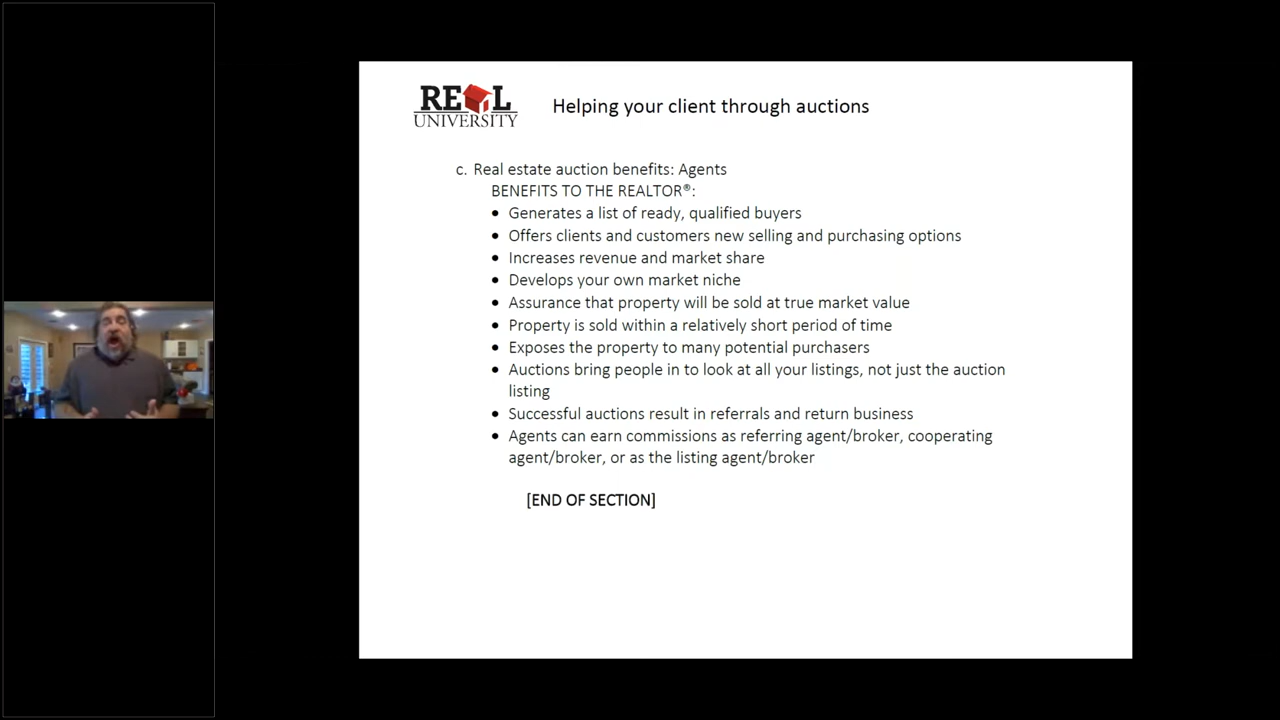 REAL
UNIVERSITY
Helping your client through auctions
c. Real estate auction benefits: Agents
BENEFITS TO THE REALTOR®:
• Generates a list of ready, qualified buyers
• Offers clients and customers new selling and purchasing options
• Increases revenue and market share
• Develops your own market niche
• Assurance that property will be sold at true market value
• Property is sold within a relatively short period of time
• Exposes the property to many potential purchasers
• Auctions bring people in to look at all your listings, not just the auction
listing
• Successful auctions result in referrals and return business
• Agents can earn commissions as referring agent/broker, cooperating
agent/broker, or as the listing agent/broker
[END OF SECTION]